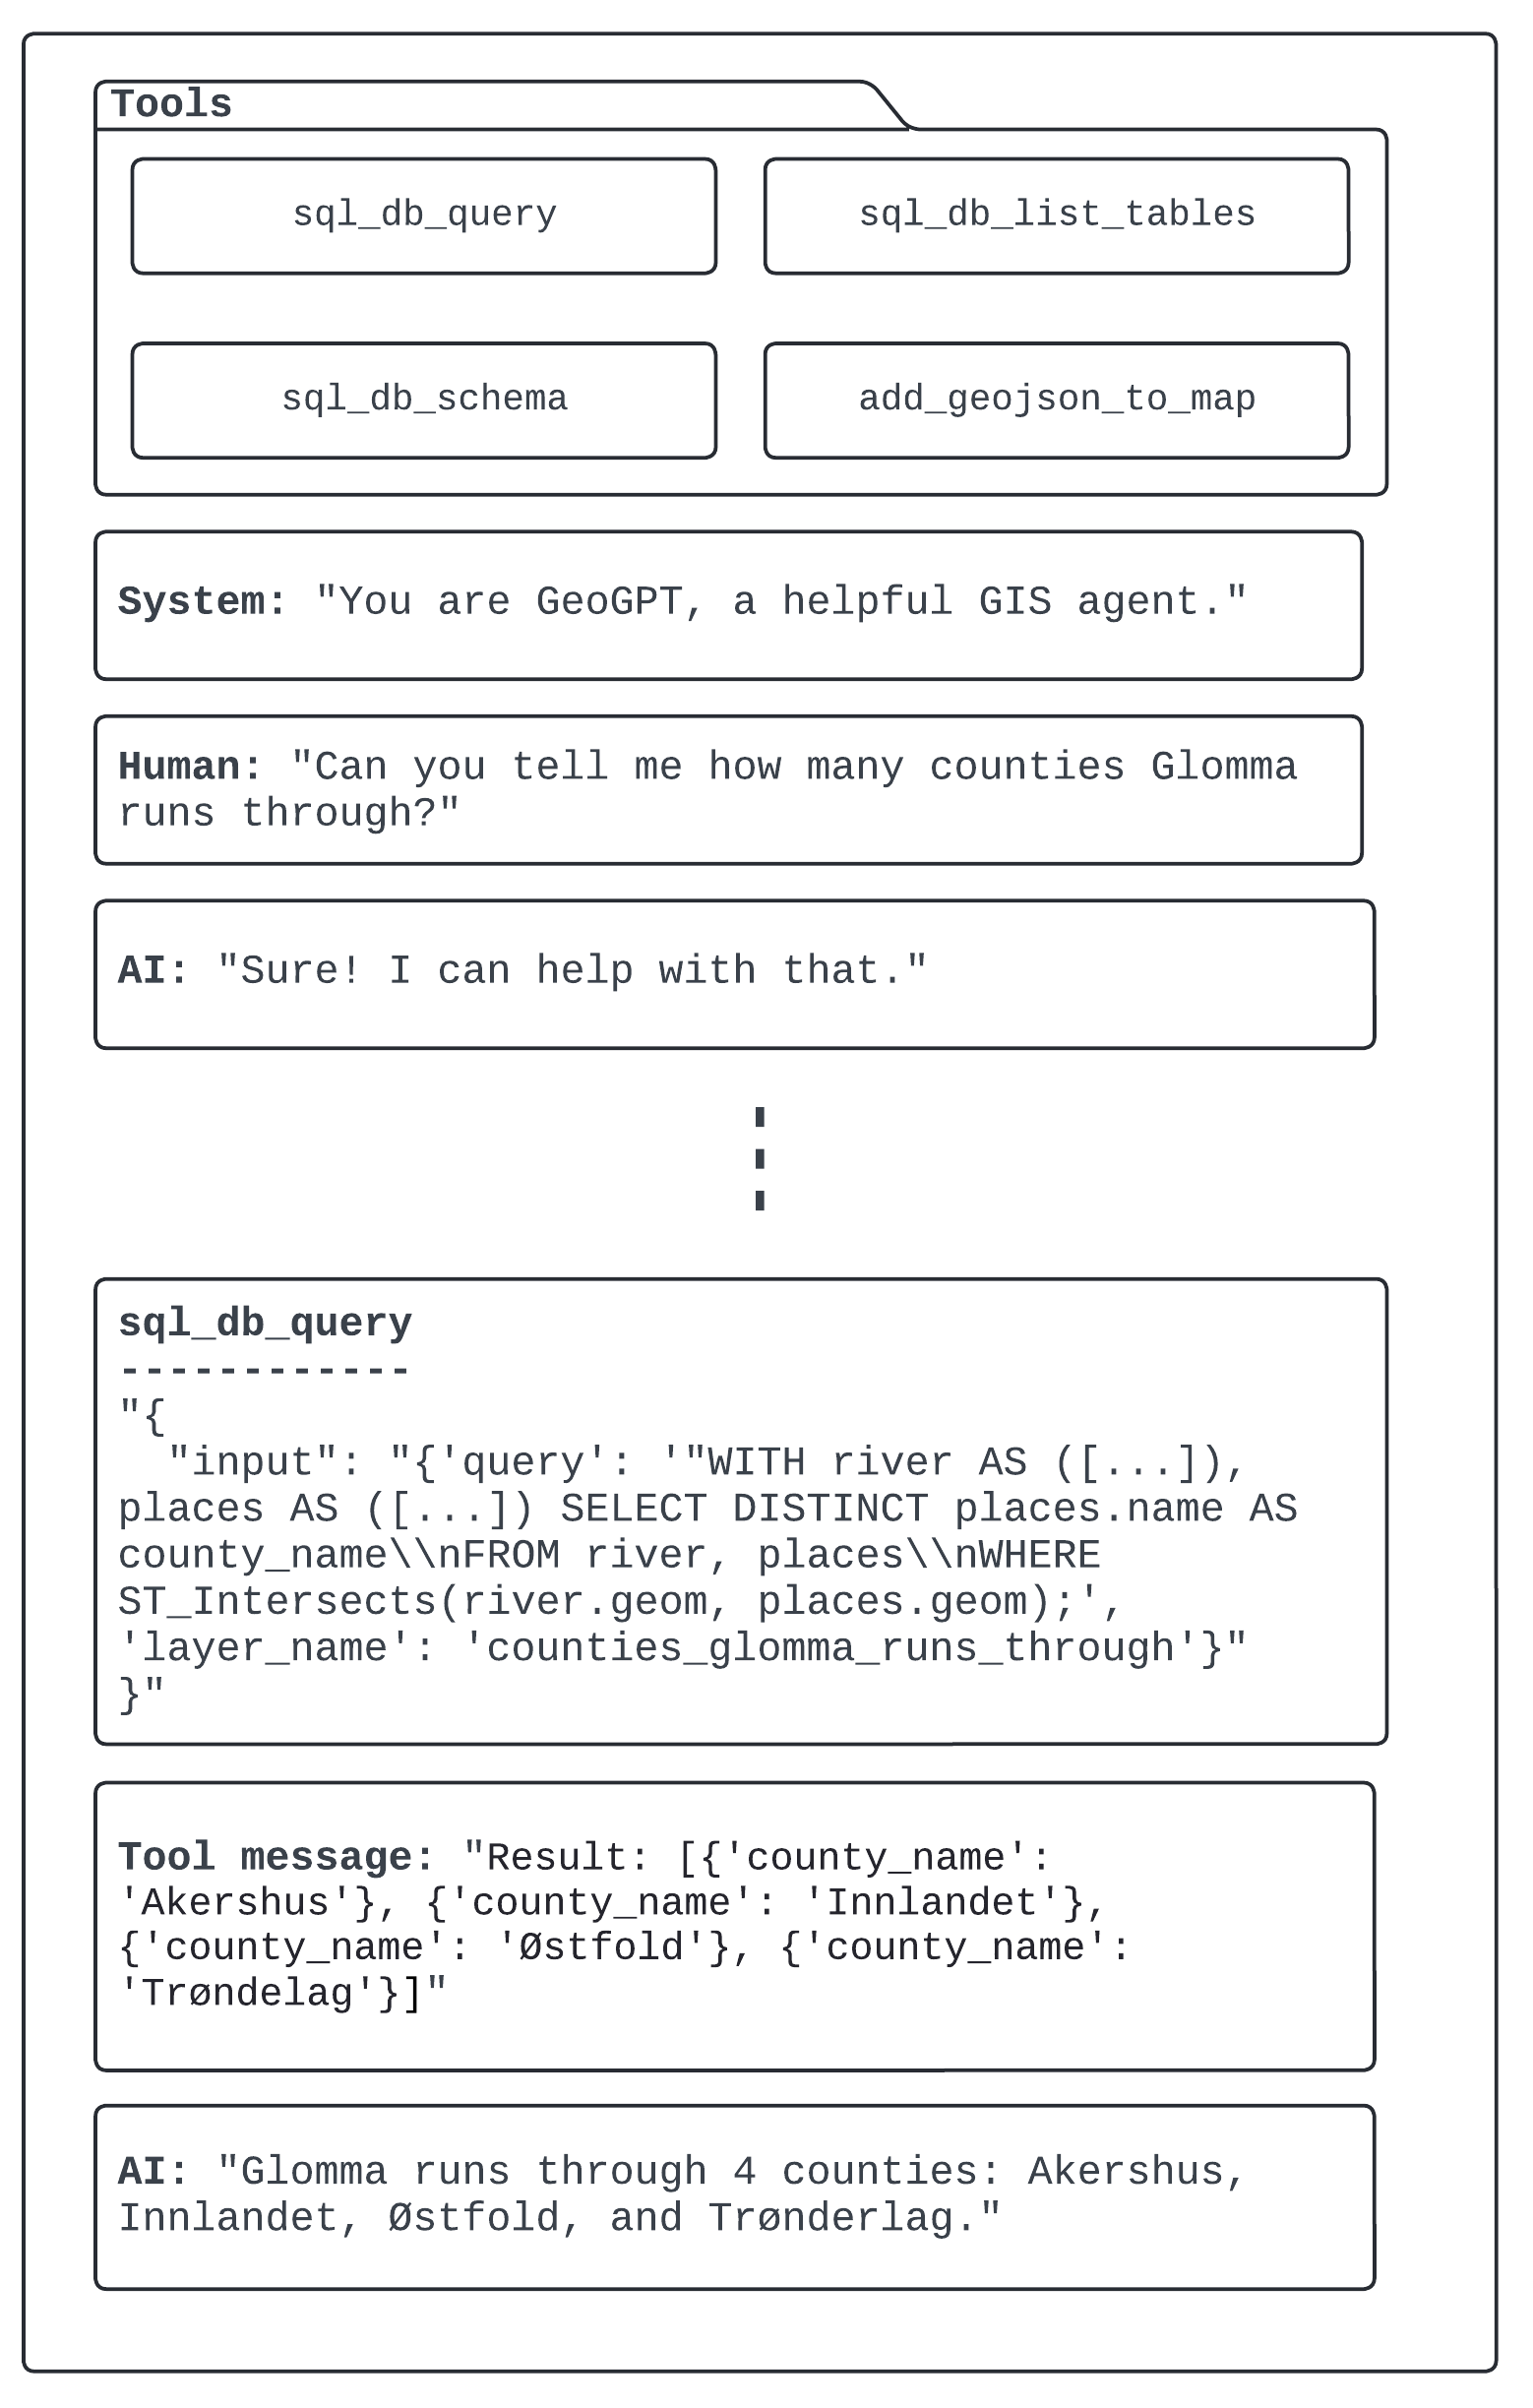 Tools
sql_db_query
sql_db_list_tables
sql_db_schema
add_geojson_to_map
System: "You are GeoGPT, a helpful GIS agent."
Human: "Can you tell me how many counties Glomma
runs through?"
AI: "Sure! I can help with that."
sql_db_query
------------
"{
  "input": "{'query': '"WITH river AS ([...]),
places AS ([...]) SELECT DISTINCT places.name AS
county_name\\nFROM river, places\\nWHERE
ST_Intersects(river.geom, places.geom);',
'layer_name': 'counties_glomma_runs_through'}"
}"
Tool message: "Result: [{'county_name':
'Akershus'}, {'county_name': 'Innlandet'},
{'county_name': 'Østfold'}, {'county_name':
'Trøndelag'}]"
AI: "Glomma runs through 4 counties: Akershus,
Innlandet, Østfold, and Trønderlag."